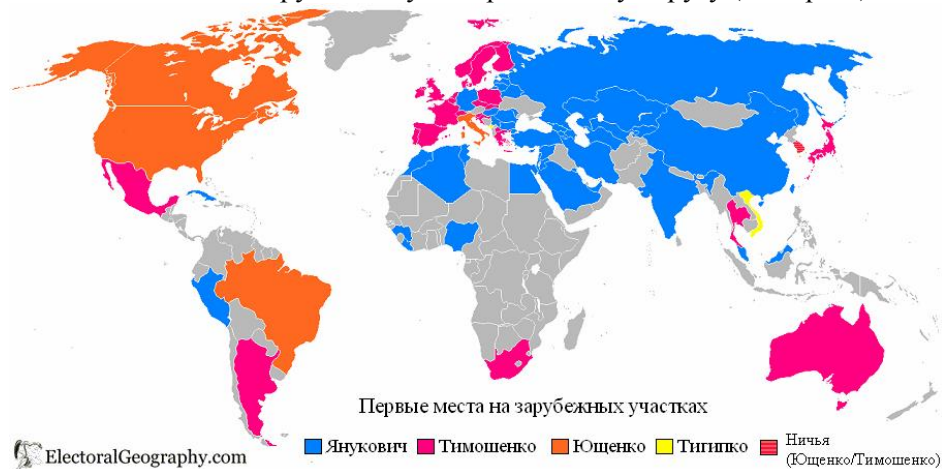 Первые места на зарубежных участках
Янукович Тимошенко Ющенко Тигипко Ничья
(Ющенко/Тимошенко)
ElectoralGeography.com